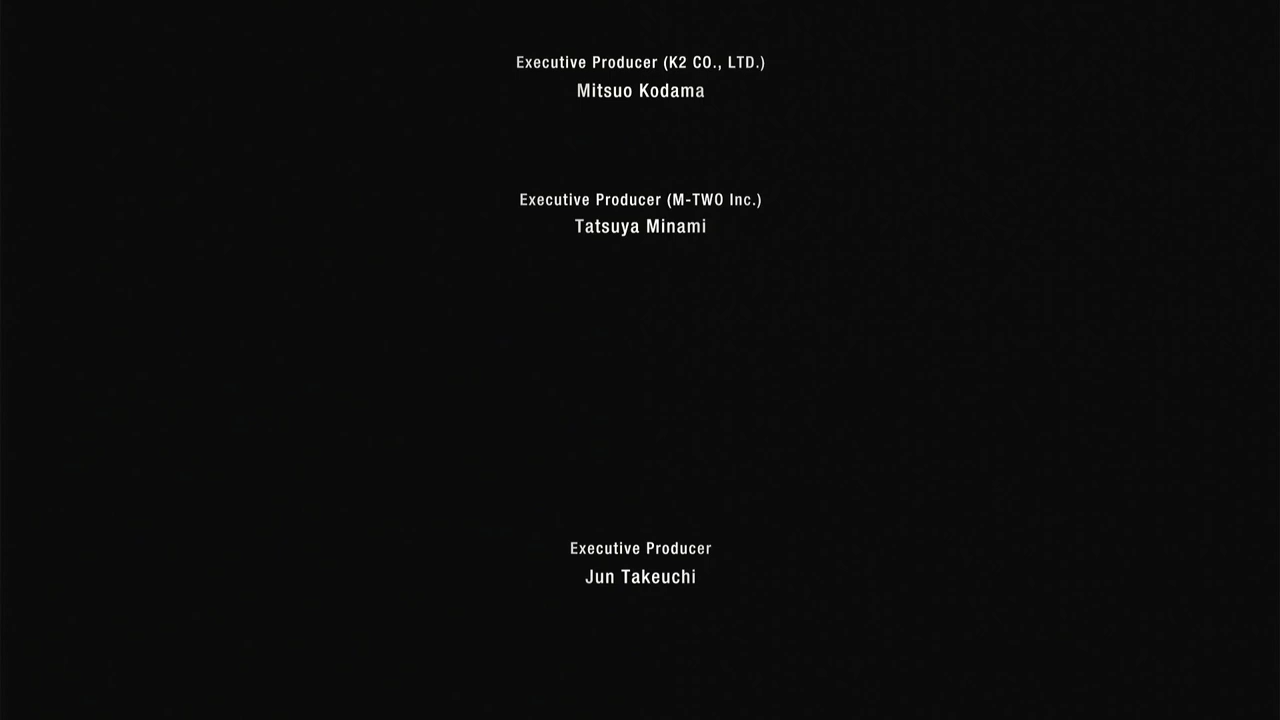 Executive Producer (K2 CO., LTD.)
Mitsuo Kodama
Executive Producer (M-TWO Inc.)
Tatsuya Minami
Executive Producer
Jun Takeuchi